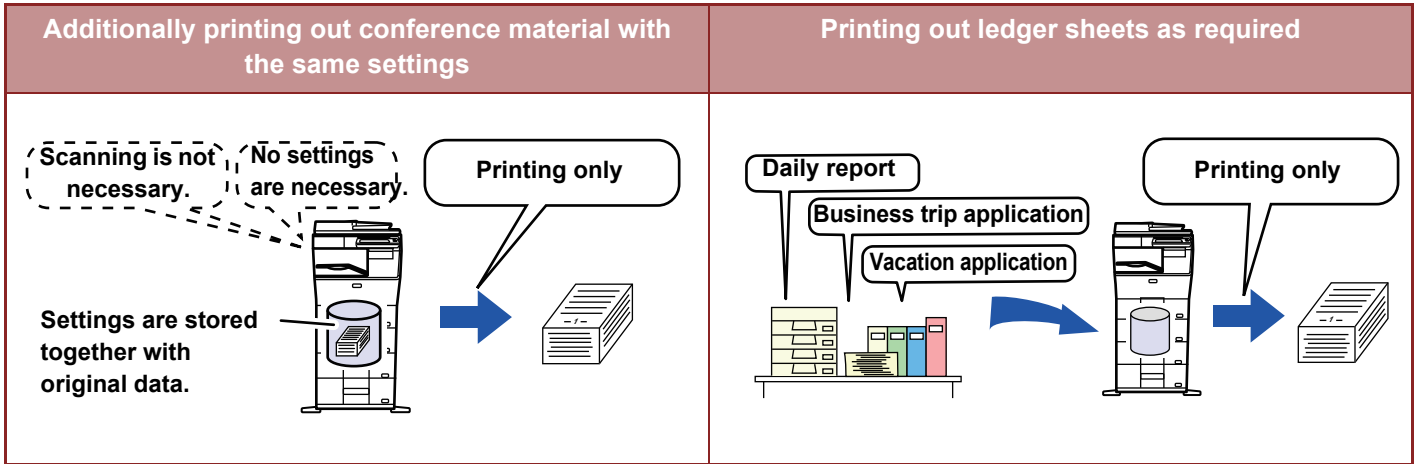 Additionally printing out conference material with
the same settings
Scanning is not
necessary.
No settings
are necessary.
Printing only
Settings are stored
together with
original data.
-1-
Printing out ledger sheets as required
Daily report
Business trip application
Vacation application
Printing only
-1-